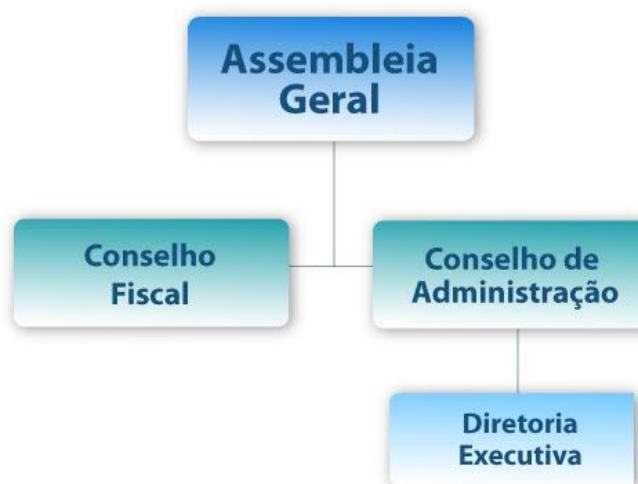 Assembleia
Geral
Conselho
Fiscal
Conselho de
Administração
Diretoria
Executiva